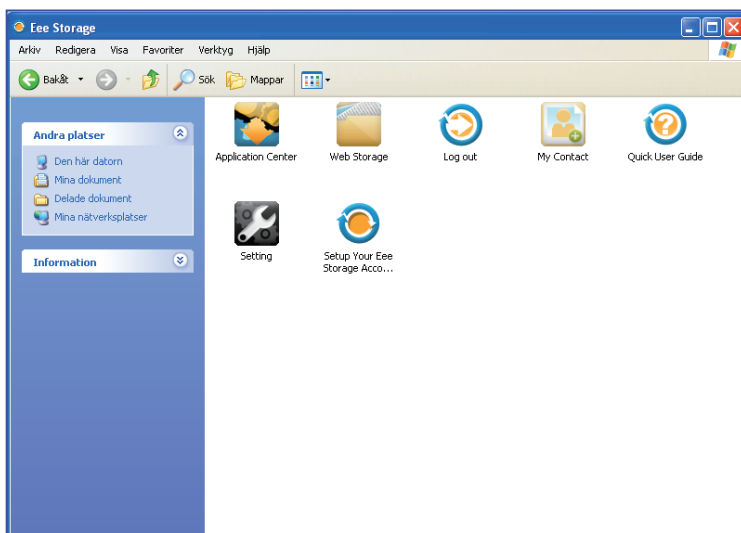 Eee Storage
Arkiv Redigera Visa Favoriter Verktyg Hjälp
Bakåt Sök Mappar
Andra platser
Den här datorn
Mina dokument
Delade dokument
Mina nätverksplatser
Information
Application Center Web Storage Log out My Contact Quick User Guide
Setting Setup Your Eee
Storage Acco...